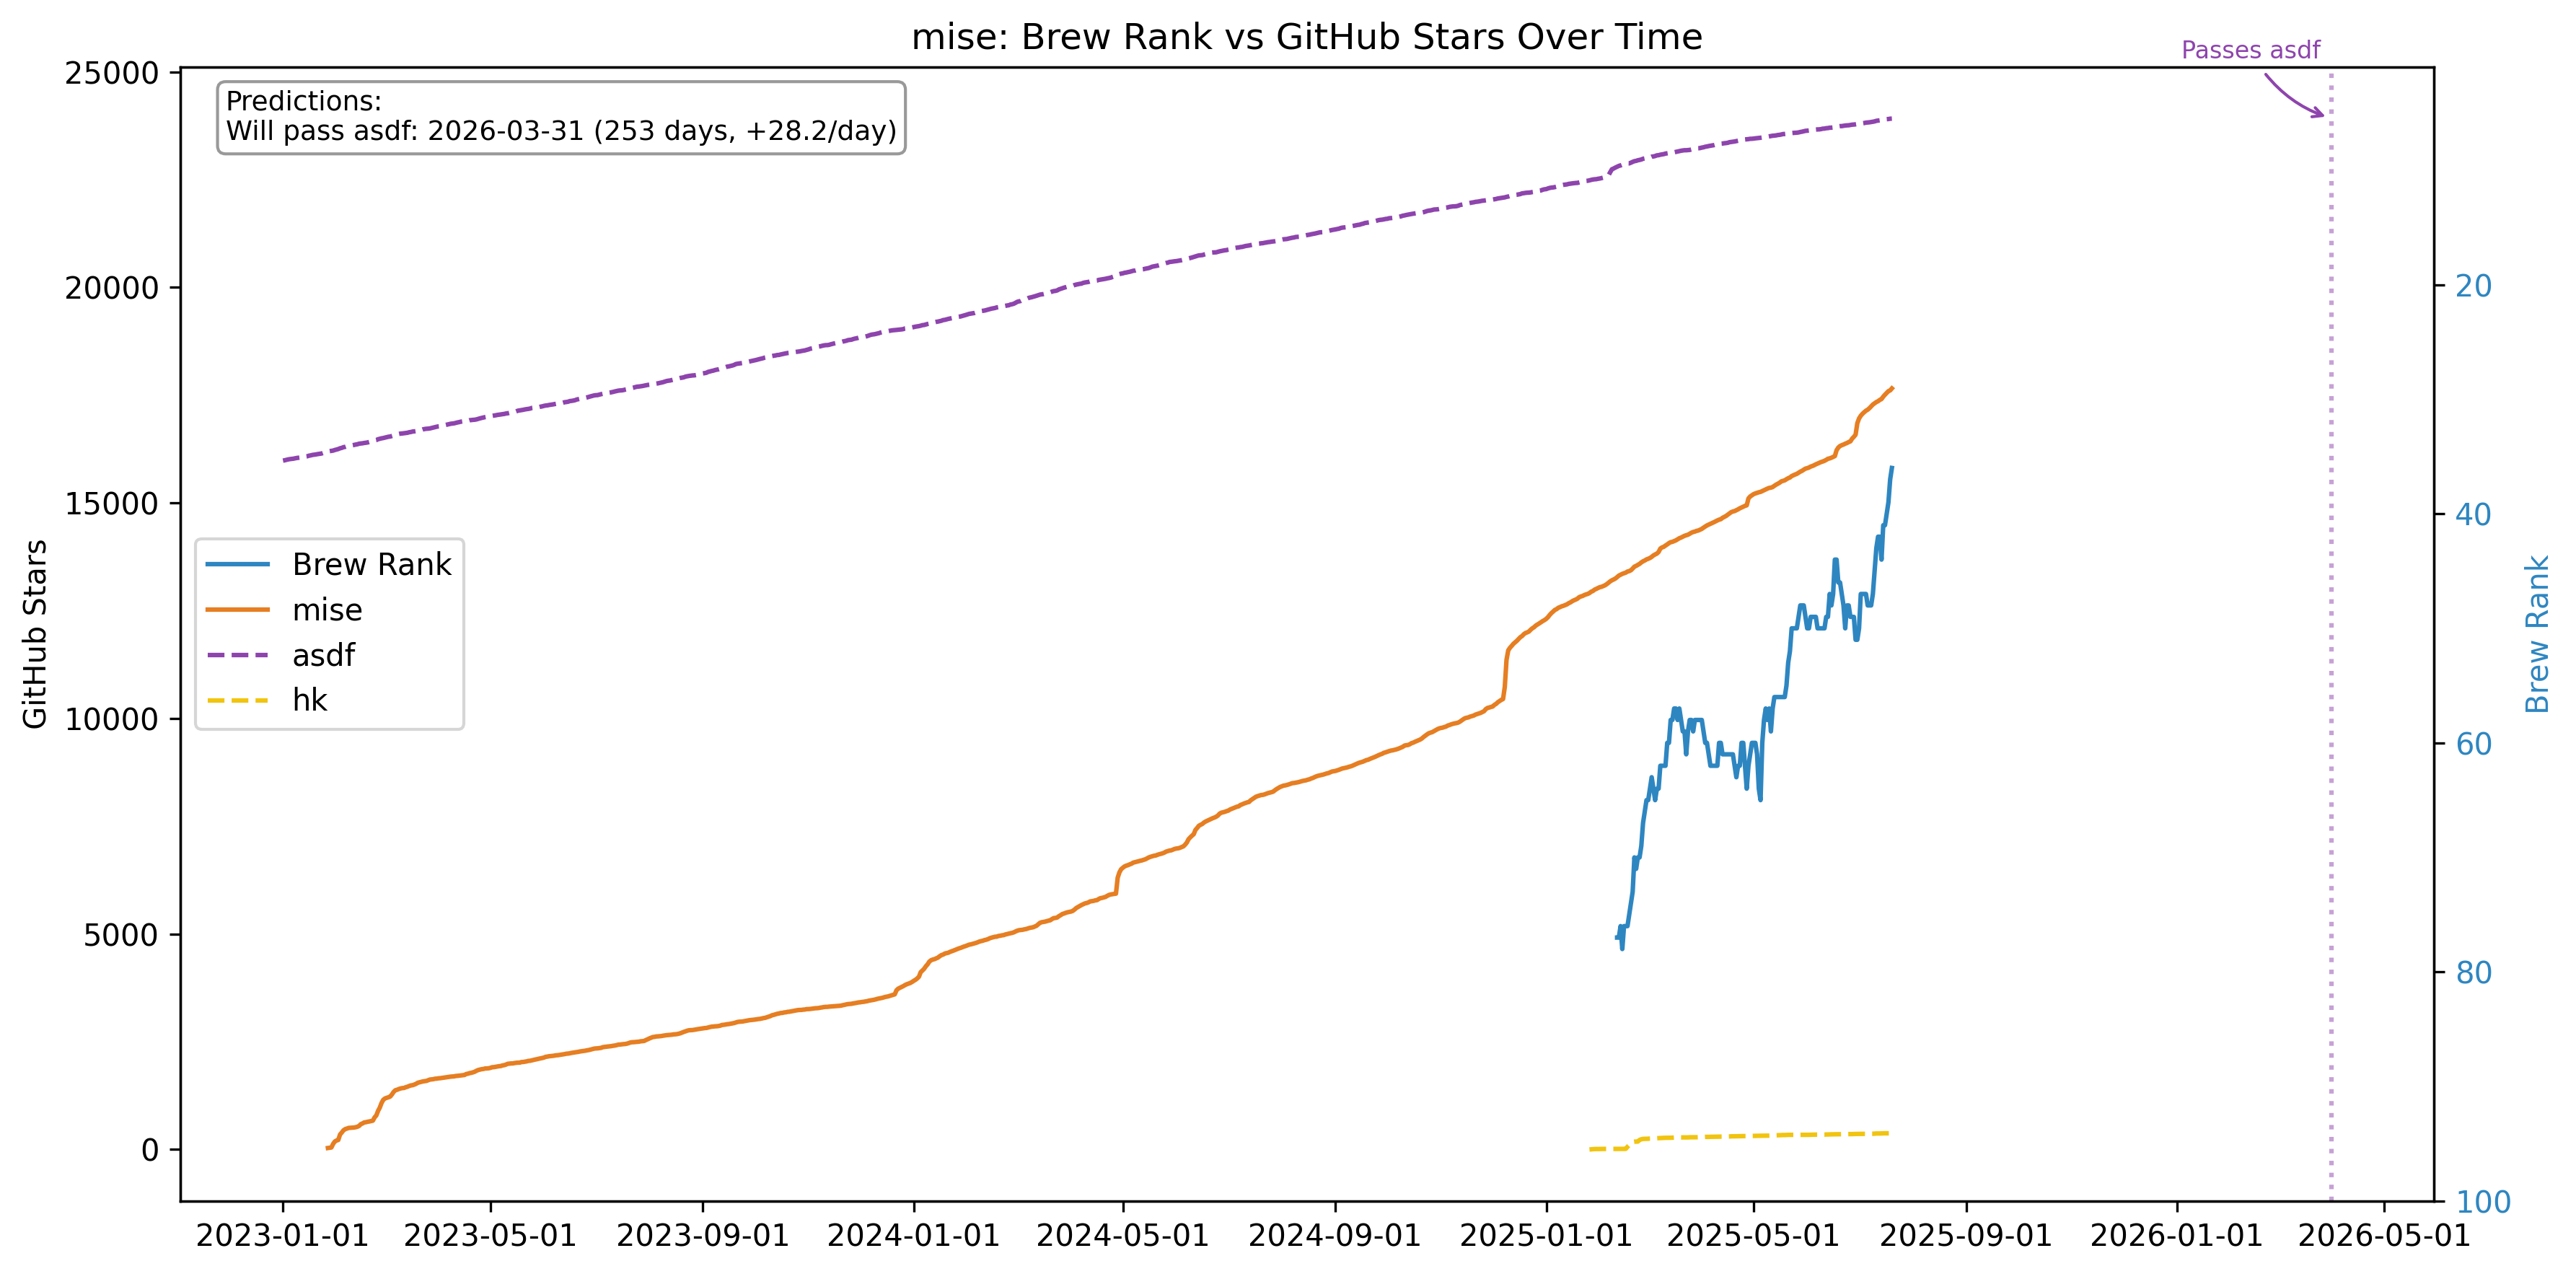 mise: Brew Rank vs GitHub Stars Over Time
Passes asdf
Predictions:
Will pass asdf: 2026-03-31 (253 days, +28.2/day)
GitHub Stars
25000
20000
15000
10000
5000
0
Brew Rank
mise
asdf
hk
20
40
60
80
100
Brew Rank
2023-01-01
2023-05-01
2023-09-01
2024-01-01
2024-05-01
2024-09-01
2025-01-01
2025-05-01
2025-09-01
2026-01-01
2026-05-01